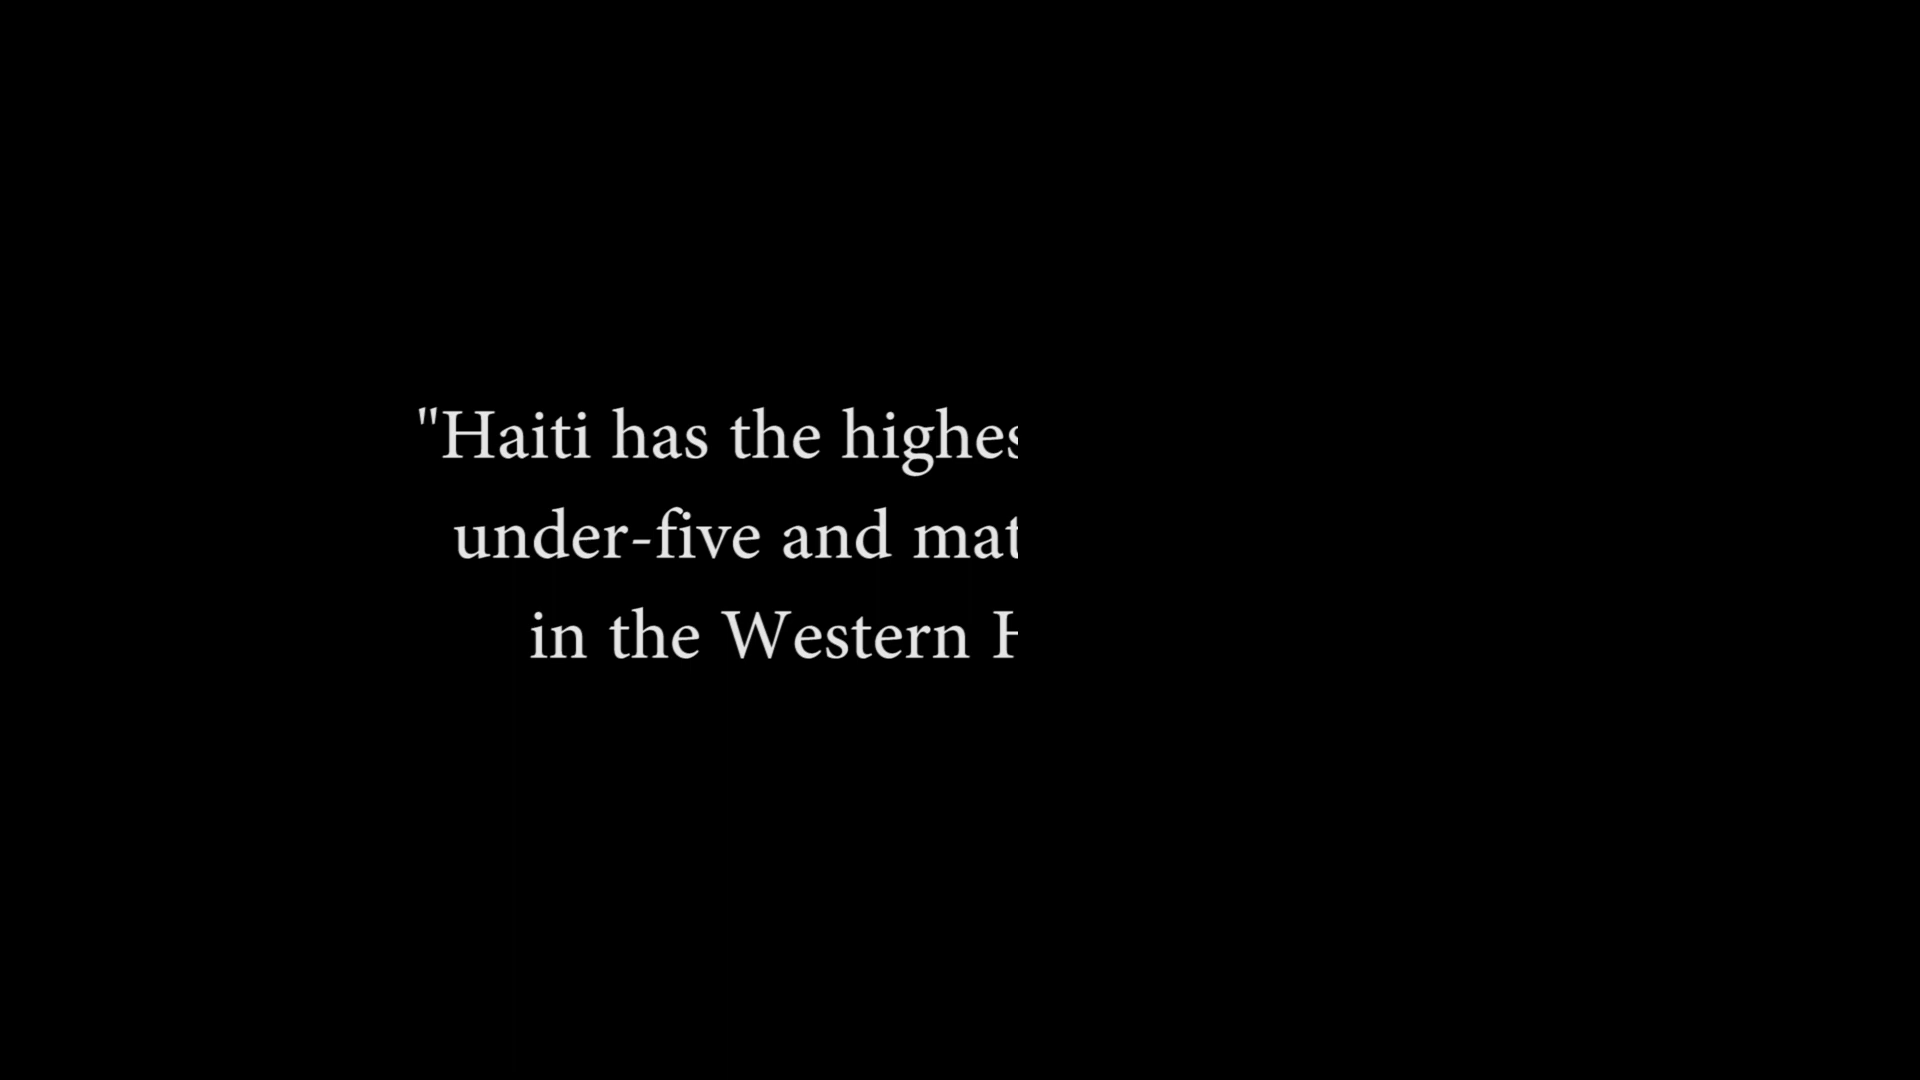 "Haiti has the highes
under-five and mat
in the Western